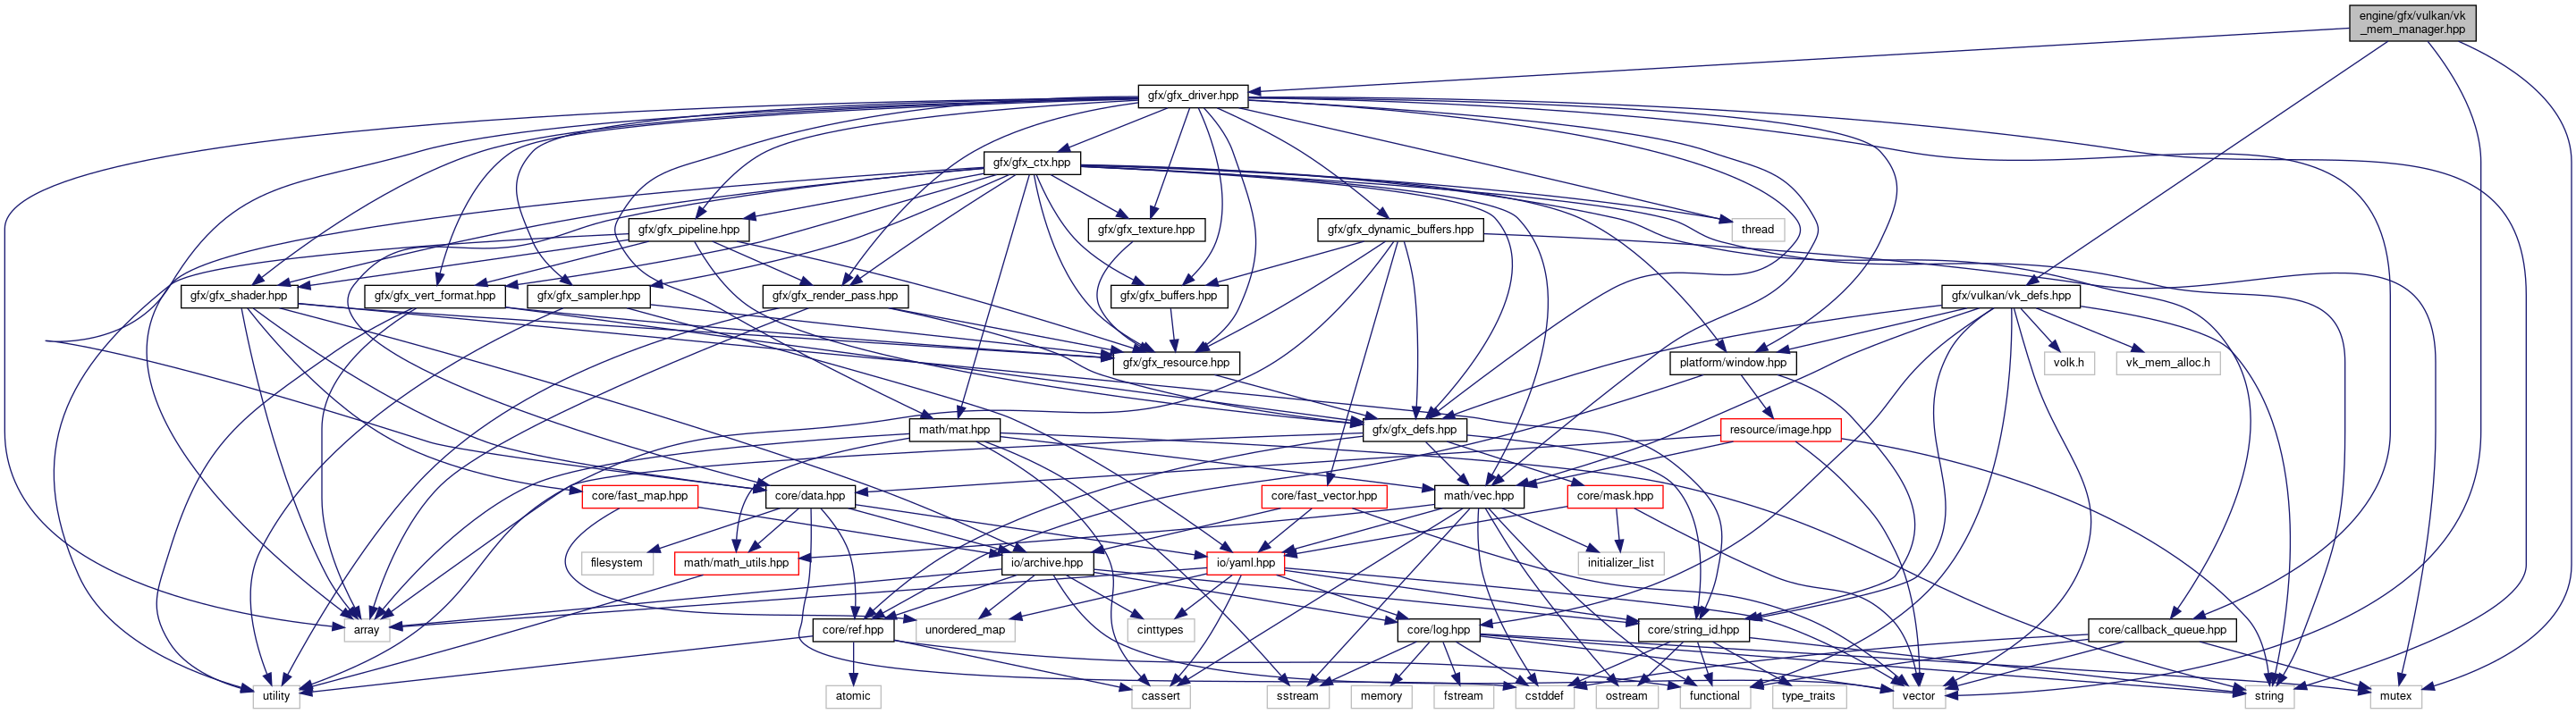 engine/gfx/vulkan/vk
_mem_manager.hpp
gfx/gfx_driver.hpp
gfx/gfx_ctx.hpp
gfx/gfx_pipeline.hpp
gfx/gfx_texture.hpp
gfx/gfx_dynamic_buffers.hpp
thread
gfx/gfx_shader.hpp
gfx/gfx_vert_format.hpp
gfx/gfx_sampler.hpp
gfx/gfx_render_pass.hpp
gfx/gfx_buffers.hpp
gfx/vulkan/vk_defs.hpp
gfx/gfx_resource.hpp
platform/window.hpp
volk.h
vk_mem_alloc.h
math/mat.hpp
gfx/gfx_defs.hpp
resource/image.hpp
core/fast_map.hpp
core/data.hpp
core/fast_vector.hpp
math/vec.hpp
core/mask.hpp
filesystem
math/math_utils.hpp
io/archive.hpp
io/yaml.hpp
initializer_list
array
core/ref.hpp
unordered_map
cinttypes
core/log.hpp
core/string_id.hpp
core/callback_queue.hpp
utility
atomic
cassert
sstream
memory
fstream
cstddef
ostream
functional
type_traits
vector
string
mutex